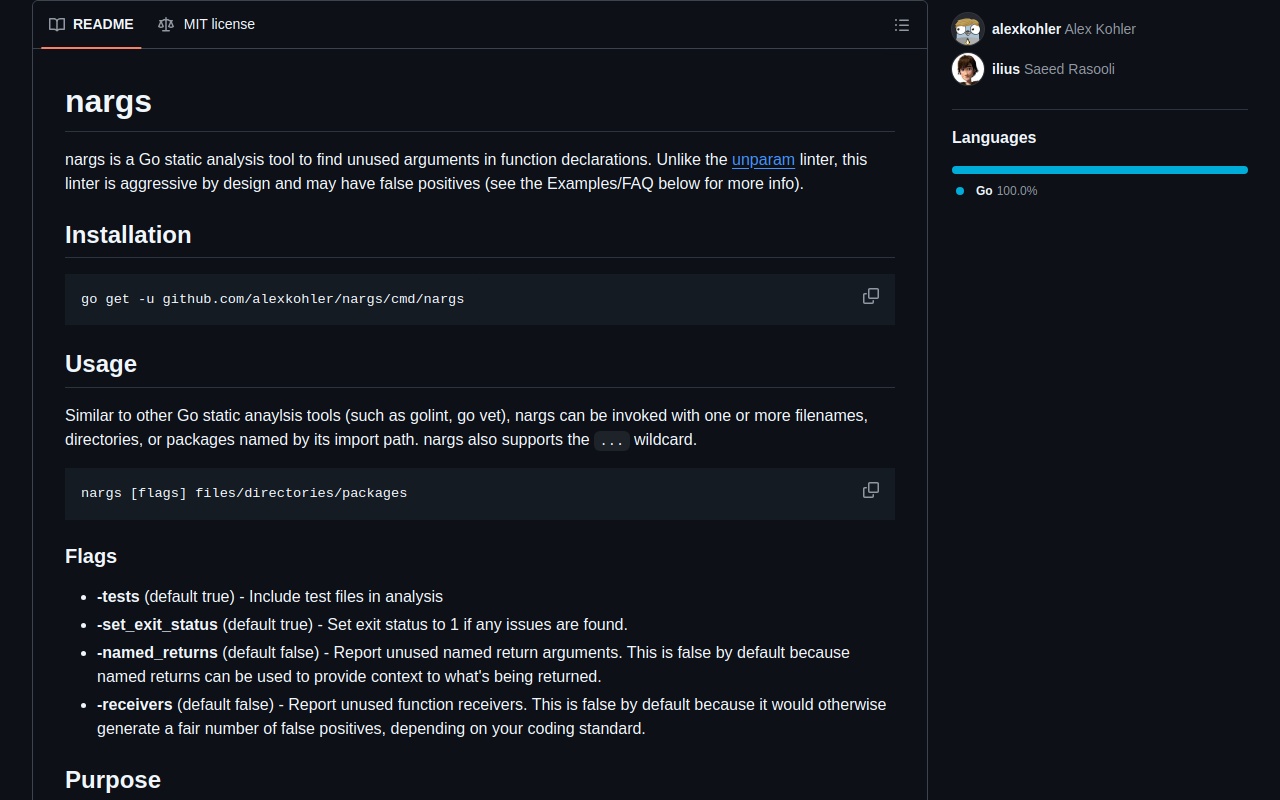 README
MIT license
nargs
nargs is a Go static analysis tool to find unused arguments in function declarations. Unlike the unparam linter, this
linter is aggressive by design and may have false positives (see the Examples/FAQ below for more info).
Installation
go get -u github.com/alexkohler/nargs/cmd/nargs
Usage
Similar to other Go static anaylsis tools (such as golint, go vet), nargs can be invoked with one or more filenames,
directories, or packages named by its import path. nargs also supports the ... wildcard.
nargs [flags] files/directories/packages
Flags
-tests (default true) - Include test files in analysis
-set_exit_status (default true) - Set exit status to 1 if any issues are found.
-named_returns (default false) - Report unused named return arguments. This is false by default because
named returns can be used to provide context to what's being returned.
-receivers (default false) - Report unused function receivers. This is false by default because it would otherwise
generate a fair number of false positives, depending on your coding standard.
Purpose
alexkohler Alex Kohler
ilius Saeed Rasooli
Languages
Go 100.0%